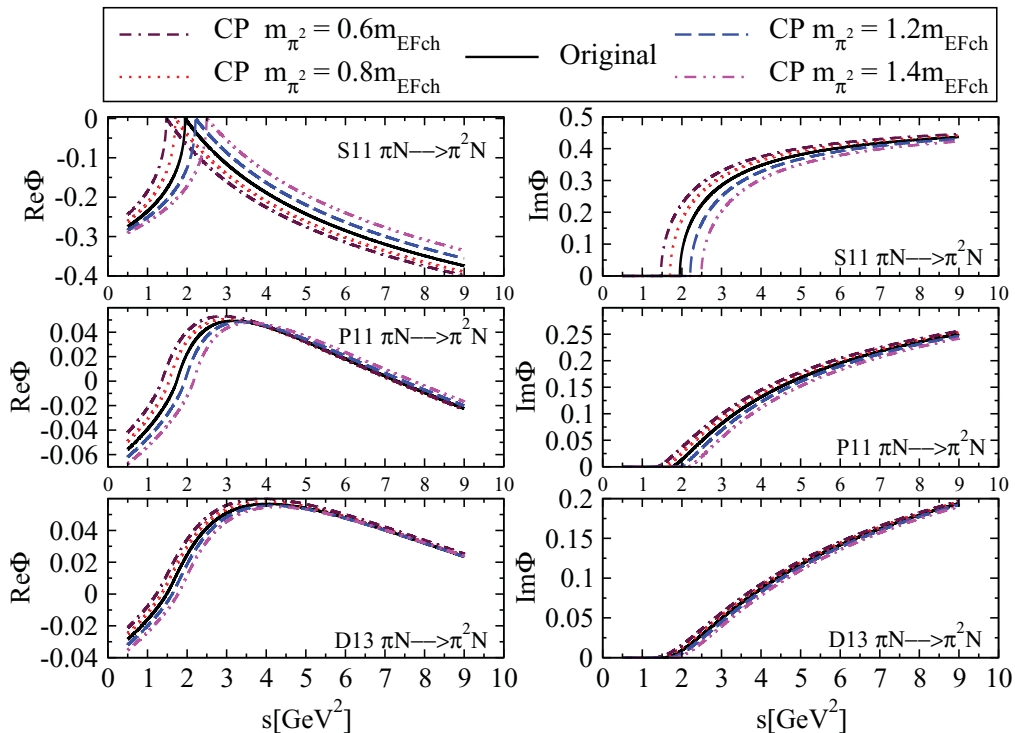 CP m_π² = 0.6m_EFch
CP m_π² = 0.8m_EFch
Original
CP m_π² = 1.2m_EFch
CP m_π² = 1.4m_EFch
ReΦ
0
-0.1
-0.2
-0.3
-0.4
S11 πN—–>π²N
0 1 2 3 4 5 6 7 8 9 10
ImΦ
0.5
0.4
0.3
0.2
0.1
0
S11 πN—–>π²N
0 1 2 3 4 5 6 7 8 9 10
ReΦ
0.04
0.02
0
-0.02
-0.04
-0.06
P11 πN—–>π²N
0 1 2 3 4 5 6 7 8 9 10
ImΦ
0.25
0.2
0.15
0.1
0.05
0
P11 πN—–>π²N
0 1 2 3 4 5 6 7 8 9 10
ReΦ
0.04
0.02
0
-0.02
-0.04
D13 πN—–>π²N
0 1 2 3 4 5 6 7 8 9 10
s[GeV²]
ImΦ
0.2
0.15
0.1
0.05
0
D13 πN—–>π²N
0 1 2 3 4 5 6 7 8 9 10
s[GeV²]